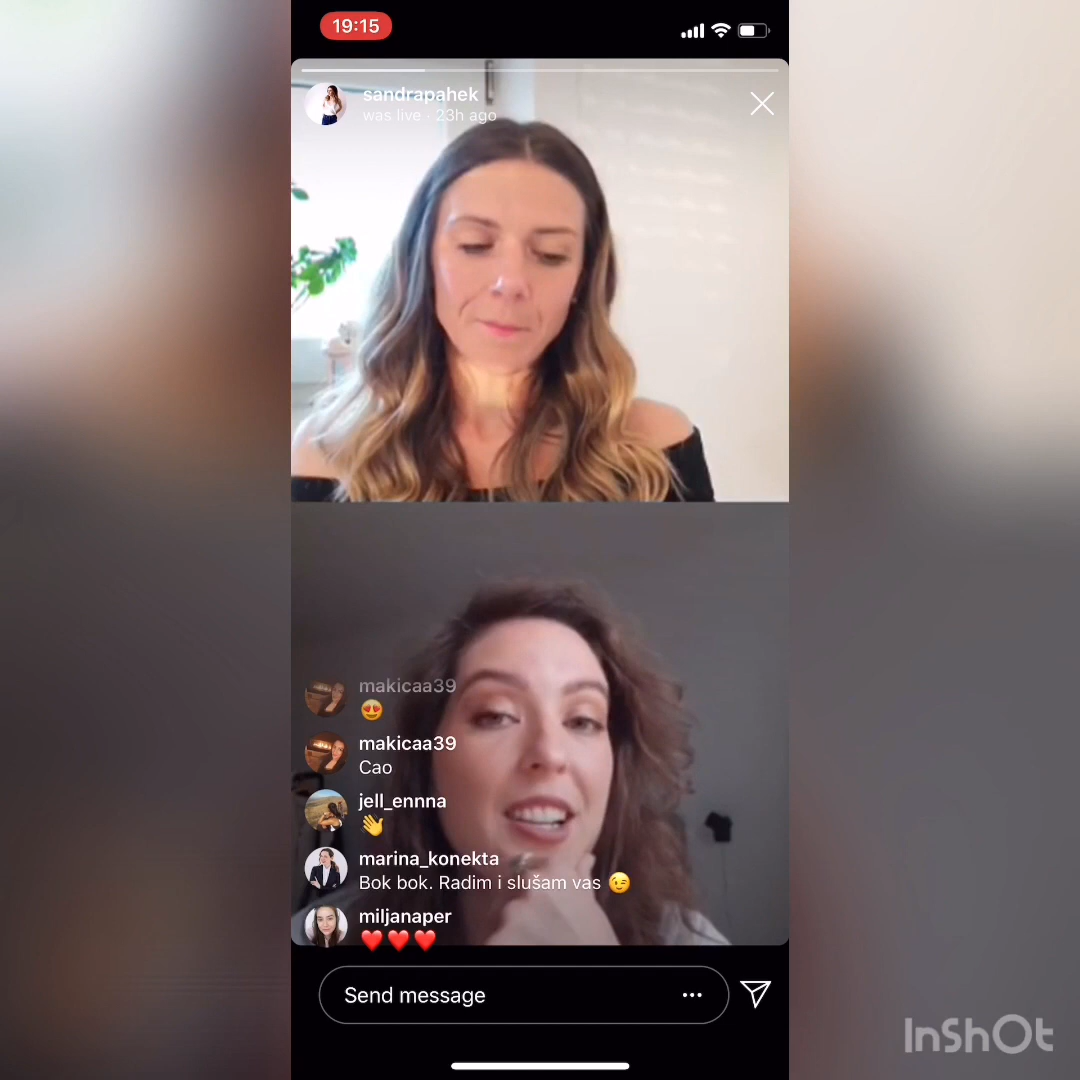 19:15
sandrapahek
was live · 23h ago
makicaa39
😍
makicaa39
Cao
jell_ennna
👋
marina_konekta
Bok bok. Radim i slušam vas 😉
miljanaper
❤️❤️❤️
Send message
InShOt